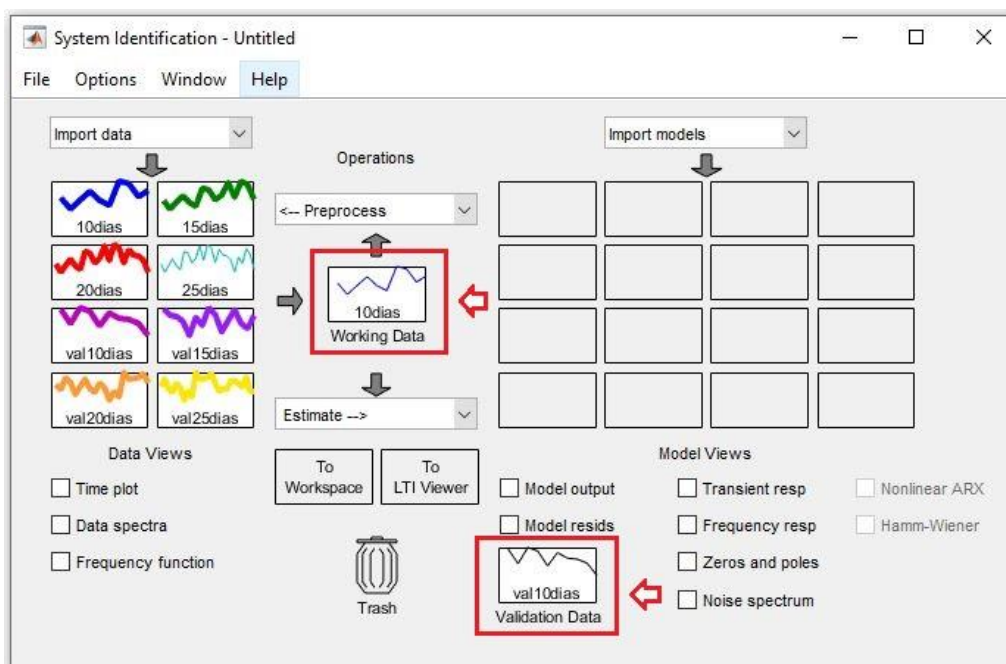 System Identification - Untitled
File Options Window Help
Import data
Import models
Operations
10dias
15dias
<-- Preprocess
20dias
25dias
10dias
Working Data
val10dias
val15dias
val20dias
val25dias
Estimate -->
Data Views
To Workspace
To LTI Viewer
Model Views
Time plot
Data spectra
Frequency function
Trash
Model output
Transient resp
Nonlinear ARX
Model resids
Frequency resp
Hamm-Wiener
val10dias
Validation Data
Zeros and poles
Noise spectrum